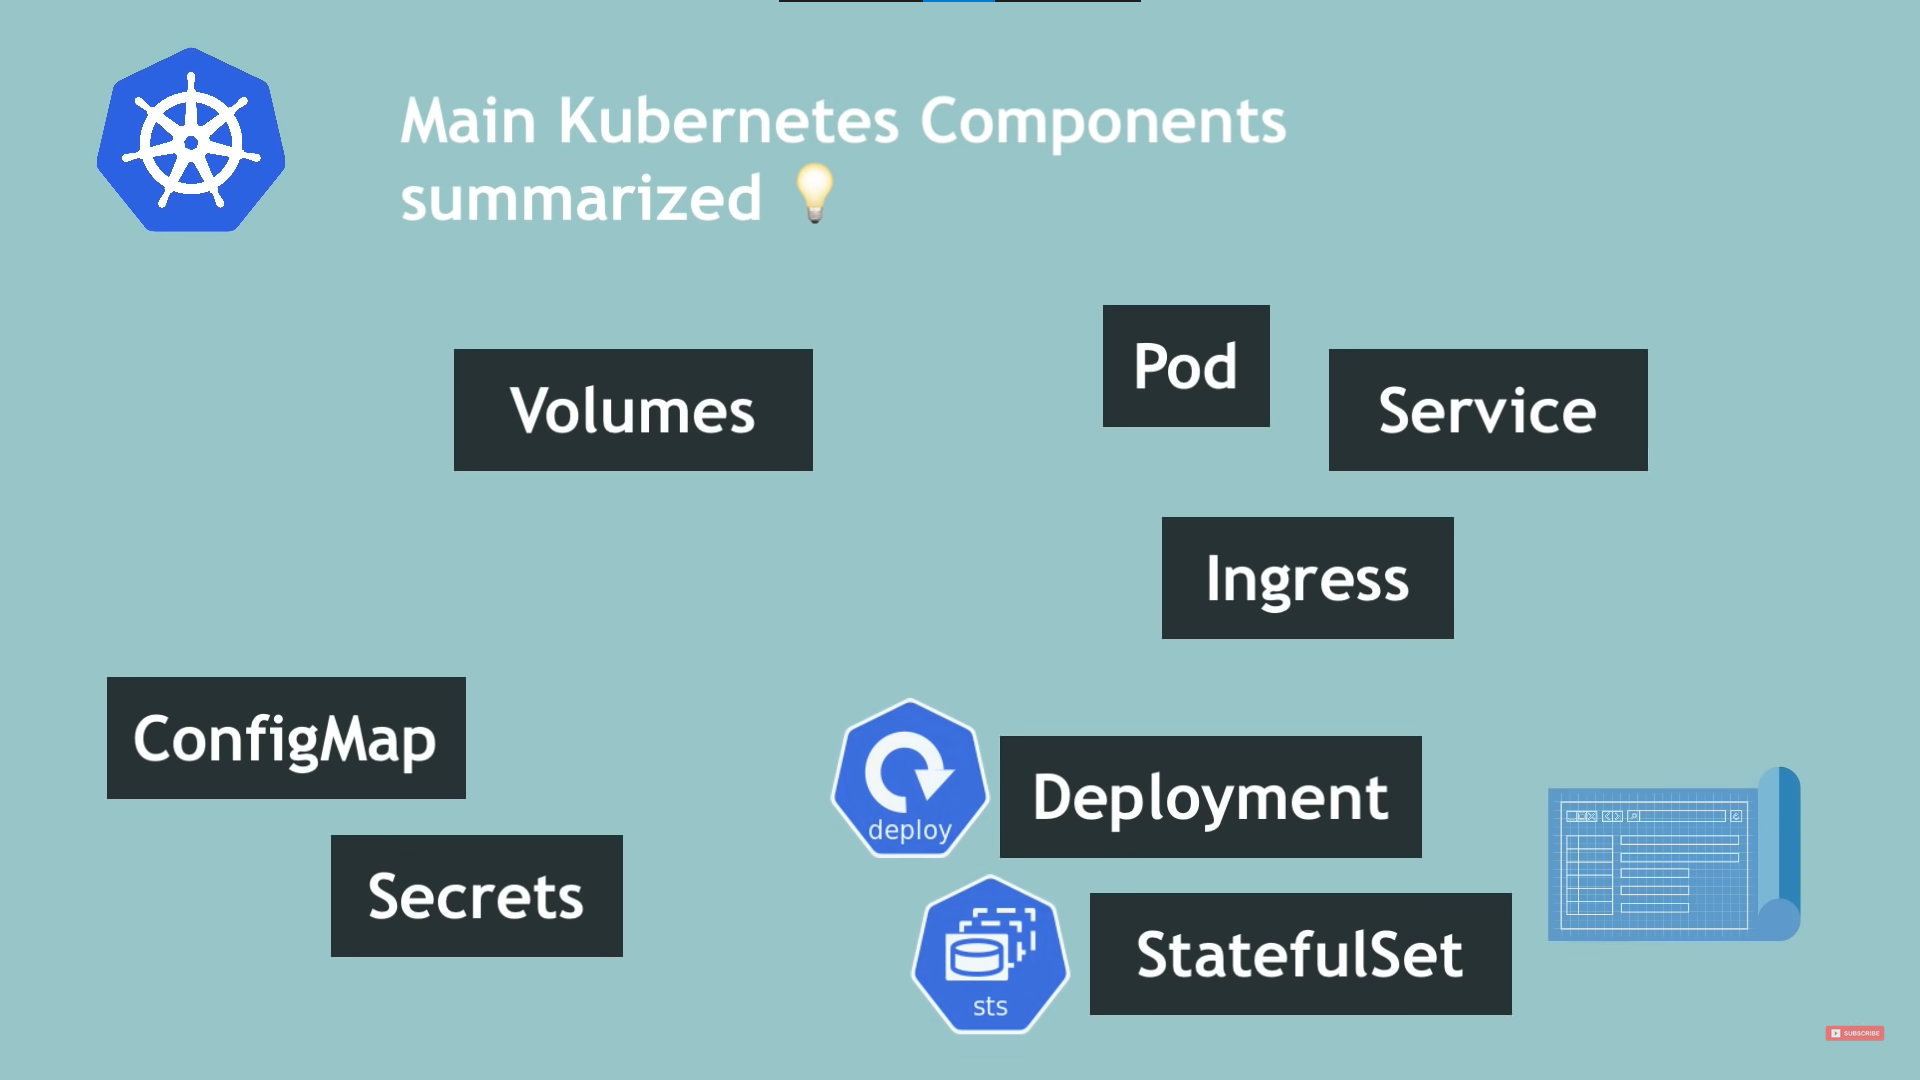 Main Kubernetes Components
summarized
Pod
Volumes
Service
Ingress
ConfigMap
deploy
Deployment
Secrets
StatefulSet
sts
SUBSCRIBE